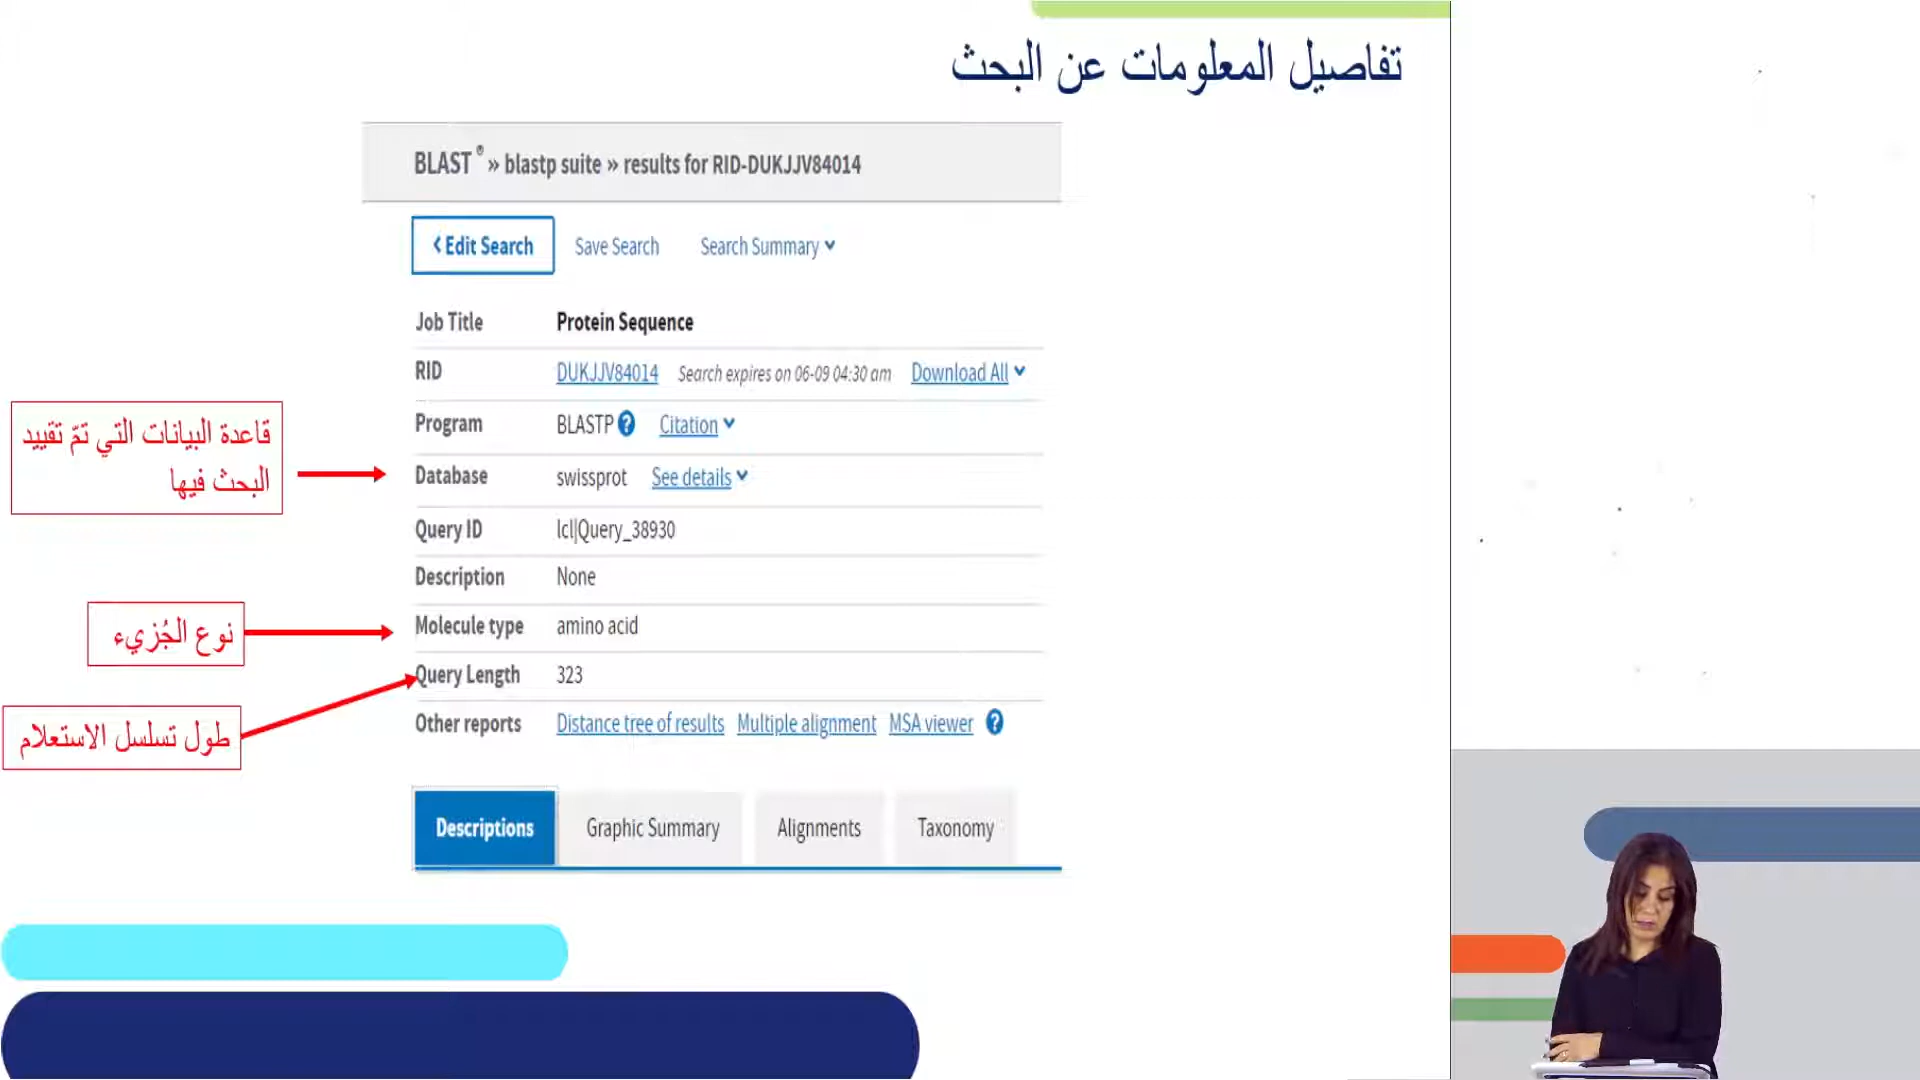 تفاصيل المعلومات عن البحث
BLAST ® » blastp suite » results for RID-DUKJJV84014
Edit Search Save Search Search Summary
Job Title Protein Sequence
RID DUKJJV84014 Search expires on 06-09 04:30 am Download All
Program BLASTP Citation
Database swissprot See details
Query ID lcl|Query_38930
Description None
Molecule type amino acid
Query Length 323
Other reports Distance tree of results Multiple alignment MSA viewer
Descriptions Graphic Summary Alignments Taxonomy
قاعدة البيانات التي تمّ تقييد
البحث فيها
نوع الجُزيء
طول تسلسل الاستعلام